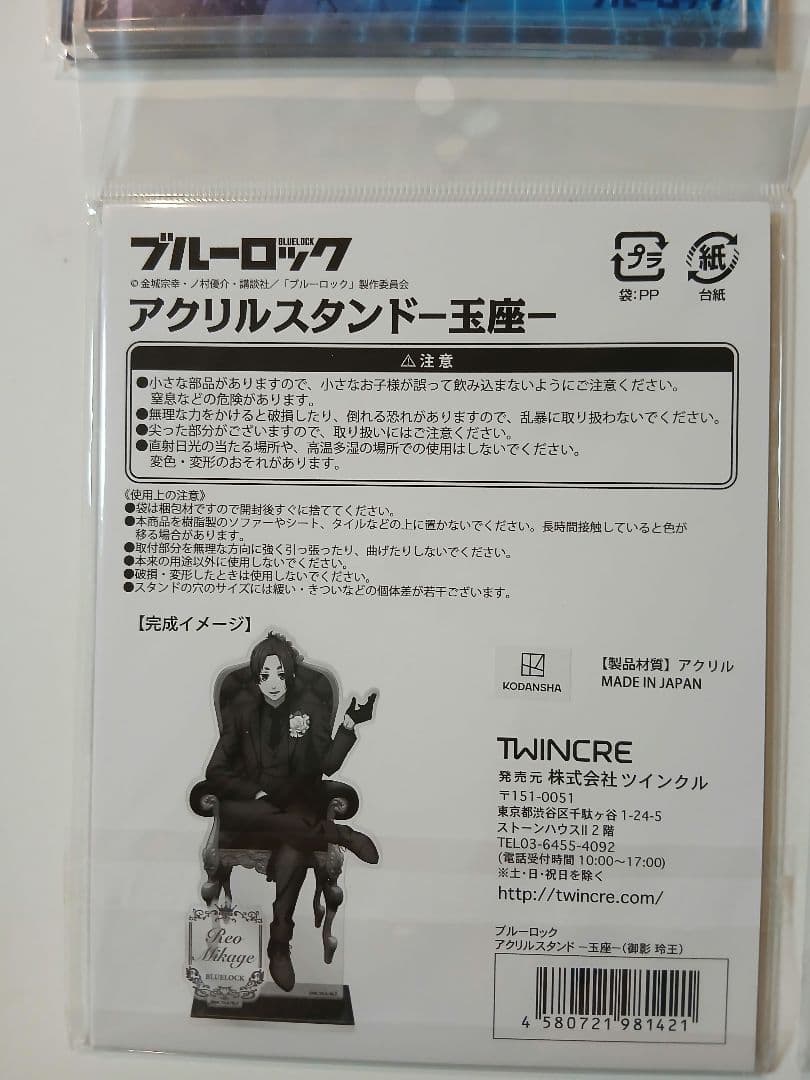 ブルーロック
ブルーロック
BLUELOCK
©金城宗幸・ノ村優介・講談社／「ブルーロック」製作委員会
アクリルスタンドー玉座ー
プラ
袋:PP
紙
台紙
⚠注意
●小さな部品がありますので、小さなお子様が誤って飲み込まないようにご注意ください。
窒息などの危険があります。
●無理な力をかけると破損したり、倒れる恐れがありますので、乱暴に取り扱わないでください。
●尖った部分がございますので、取り扱いにはご注意ください。
●直射日光の当たる場所や、高温多湿の場所での使用はしないでください。
変色・変形のおそれがあります。
《使用上の注意》
●袋は梱包材ですので開封後すぐに捨ててください。
●本商品を樹脂製のソファーやシート、タイルなどの上に置かないでください。長時間接触していると色が
移る場合があります。
●取付部分を無理な方向に強く引っ張ったり、曲げたりしないでください。
●本来の用途以外に使用しないでください。
●破損・変形したときは使用しないでください。
●スタンドの穴のサイズには緩い・きついなどの個体差が若干ございます。
【完成イメージ】
Reo
Mikage
BLUELOCK
KODANSHA
【製品材質】アクリル
MADE IN JAPAN
TWINCRE
発売元 株式会社ツインクル
〒151-0051
東京都渋谷区千駄ヶ谷1-24-5
ストーンハウスII 2階
TEL03-6455-4092
(電話受付時間 10:00～17:00)
※土・日・祝日を除く
http://twincre.com/
ブルーロック
アクリルスタンド ー玉座ー(御影 玲王)
4 580721 981421